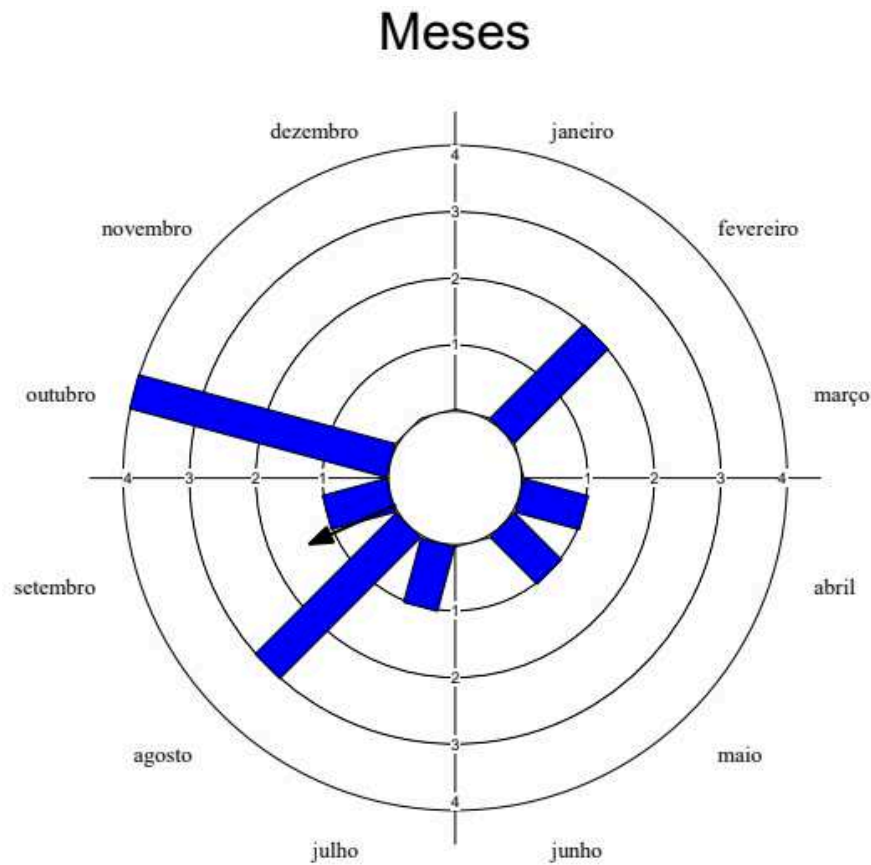 Meses
dezembro janeiro
4
novembro fevereiro
3
2
1
outubro março
4 3 2 1 1 2 3 4
setembro abril
1
2
3
agosto maio
4
julho junho